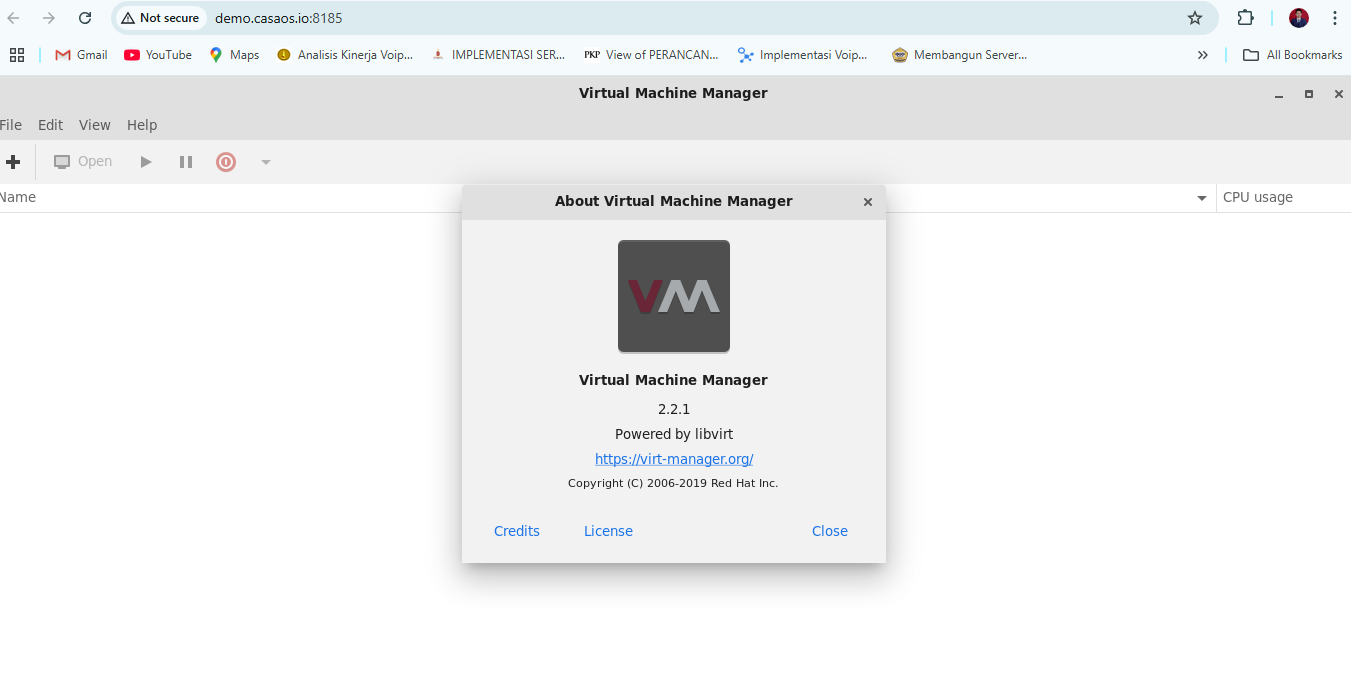 Not secure demo.casaos.io:8185
Gmail YouTube Maps Analisis Kinerja Voip... IMPLEMENTASI SER... PKP View of PERANCAN... Implementasi Voip... Membangun Server... All Bookmarks
Virtual Machine Manager
File Edit View Help
Open
Name CPU usage
About Virtual Machine Manager
VM
Virtual Machine Manager
2.2.1
Powered by libvirt
https://virt-manager.org/
Copyright (C) 2006-2019 Red Hat Inc.
Credits License Close